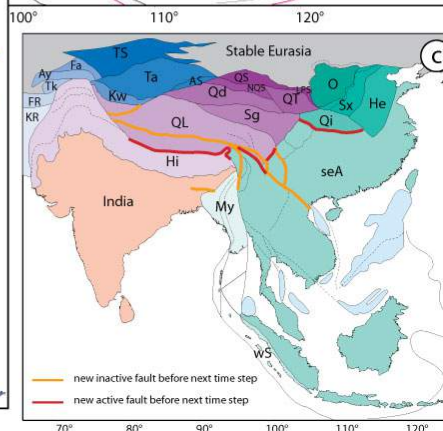 100° 110° 120°
C
TS Stable Eurasia
Fa
Ay Ta QS O
Tk AS NQS LPS
Kw Qd QT Sx He
FR
KR QL Sg Qi
Hi seA
India
My
wS
new inactive fault before next time step
new active fault before next time step
70° 80° 90° 100° 110° 120°